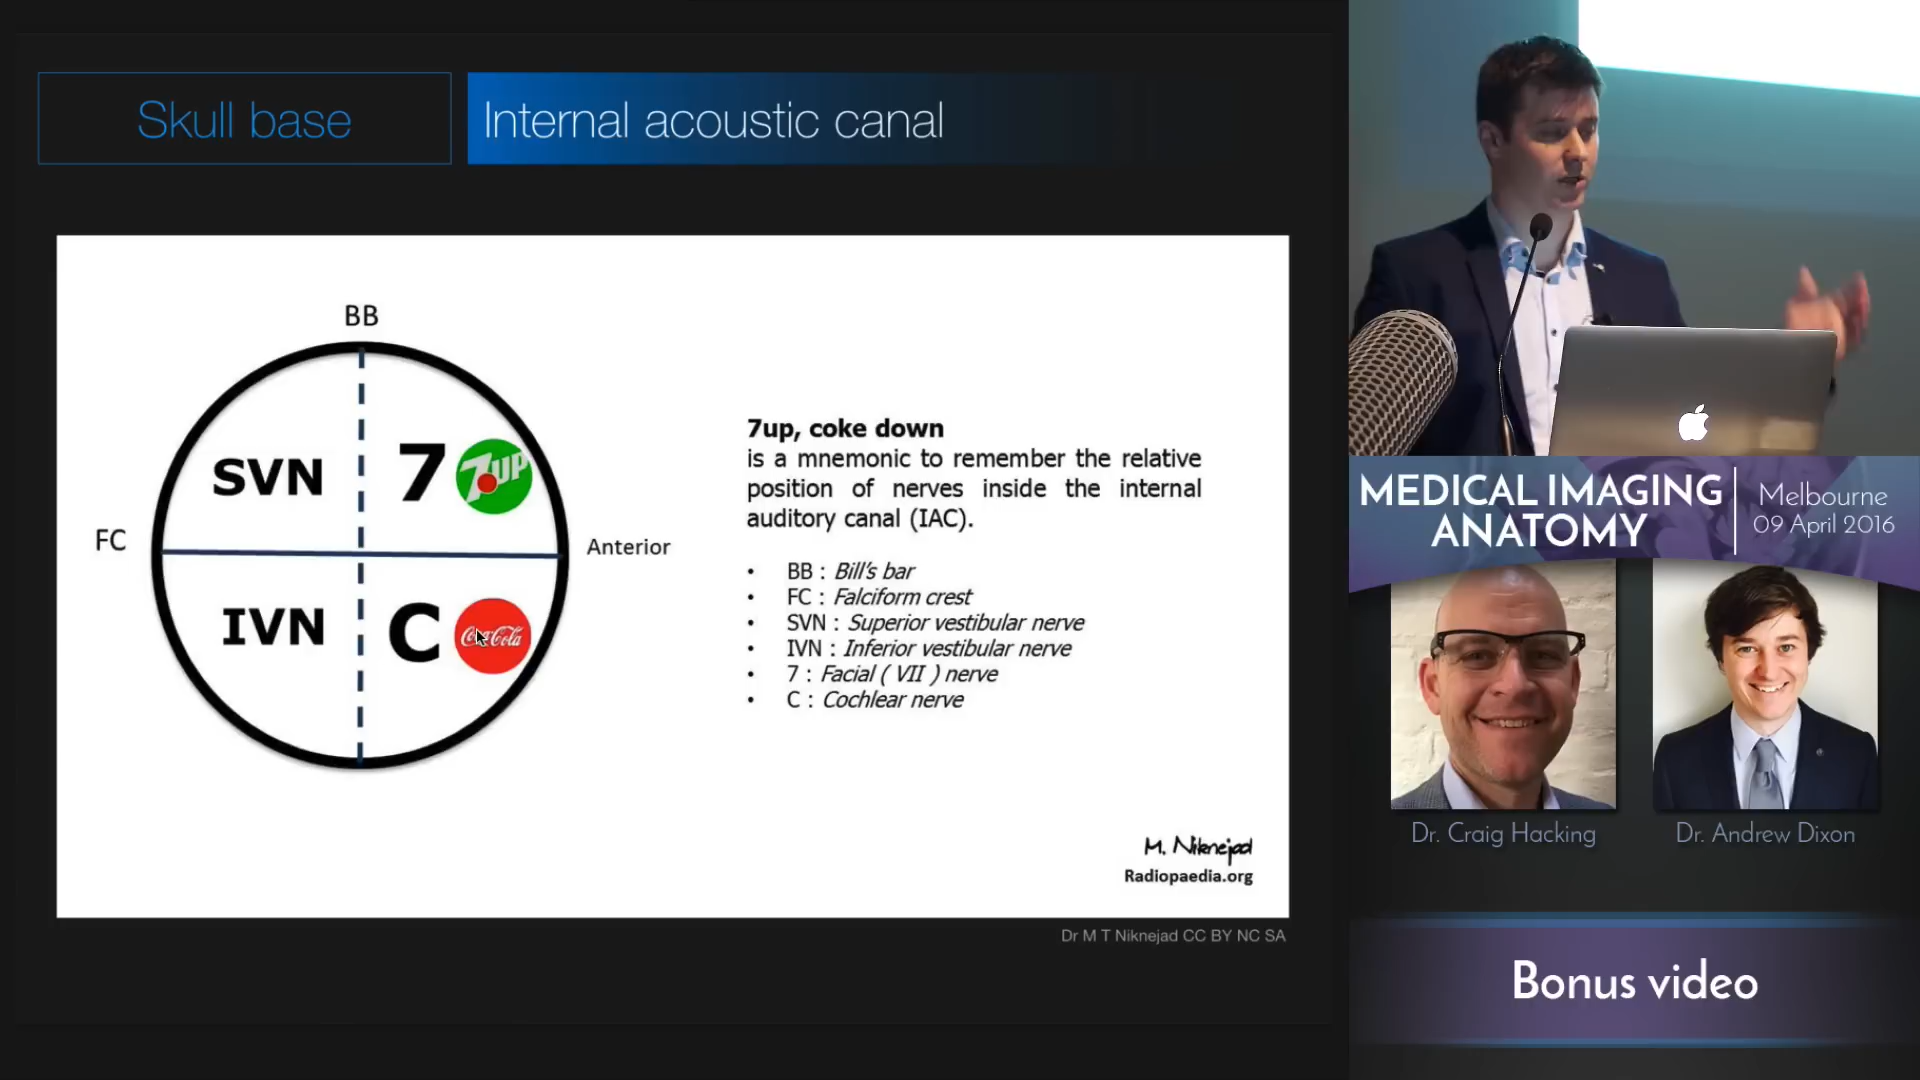 Skull base
Internal acoustic canal
BB
SVN
7
7UP
FC
Anterior
IVN
C
Coca-Cola
7up, coke down
is a mnemonic to remember the relative
position of nerves inside the internal
auditory canal (IAC).
• BB : Bill's bar
• FC : Falciform crest
• SVN : Superior vestibular nerve
• IVN : Inferior vestibular nerve
• 7 : Facial ( VII ) nerve
• C : Cochlear nerve
M. Niknejad
Radiopaedia.org
Dr M T Niknejad CC BY NC SA
MEDICAL IMAGING
ANATOMY
Melbourne
09 April 2016
Dr. Craig Hacking
Dr. Andrew Dixon
Bonus video